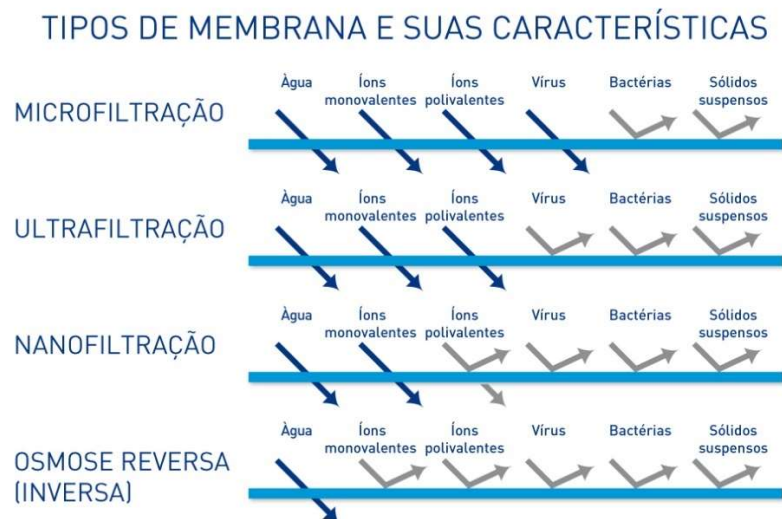 TIPOS DE MEMBRANA E SUAS CARACTERÍSTICAS
MICROFILTRAÇÃO
Àgua
Íons
monovalentes
Íons
polivalentes
Vírus
Bactérias
Sólidos
suspensos
ULTRAFILTRAÇÃO
Àgua
Íons
monovalentes
Íons
polivalentes
Vírus
Bactérias
Sólidos
suspensos
NANOFILTRAÇÃO
Àgua
Íons
monovalentes
Íons
polivalentes
Vírus
Bactérias
Sólidos
suspensos
OSMOSE REVERSA
(INVERSA)
Àgua
Íons
monovalentes
Íons
polivalentes
Vírus
Bactérias
Sólidos
suspensos